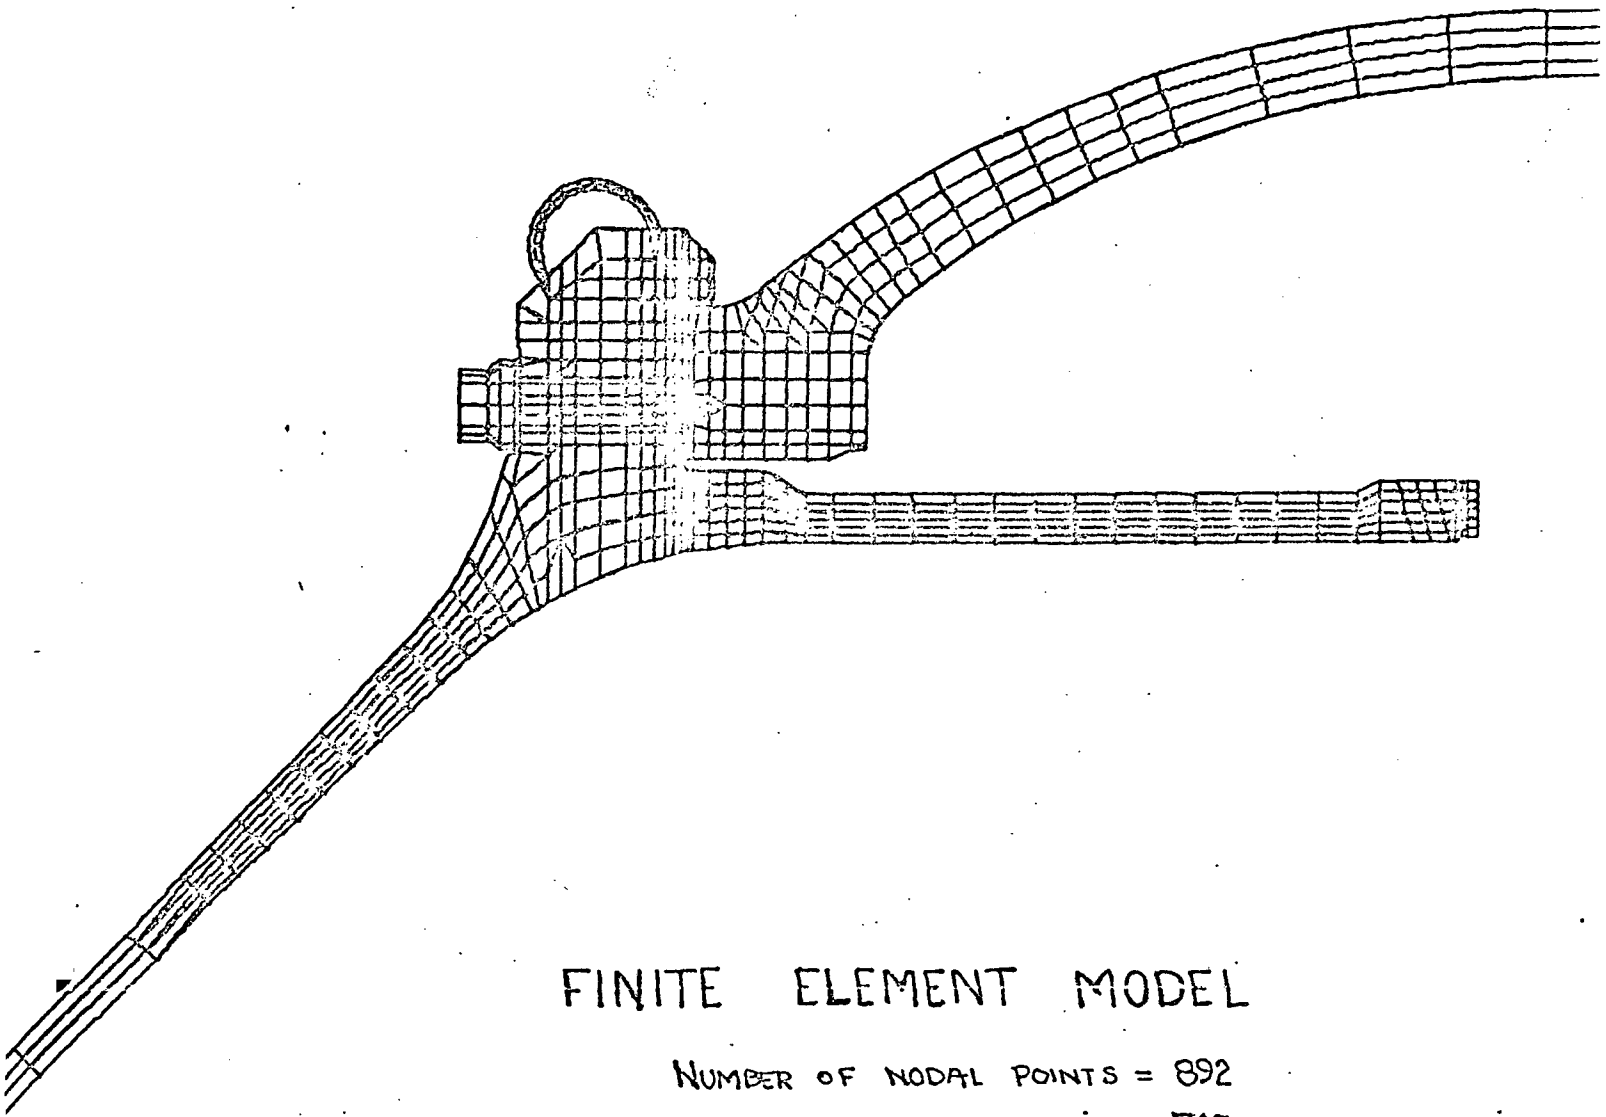 FINITE ELEMENT MODEL
NUMBER OF NODAL POINTS = 892